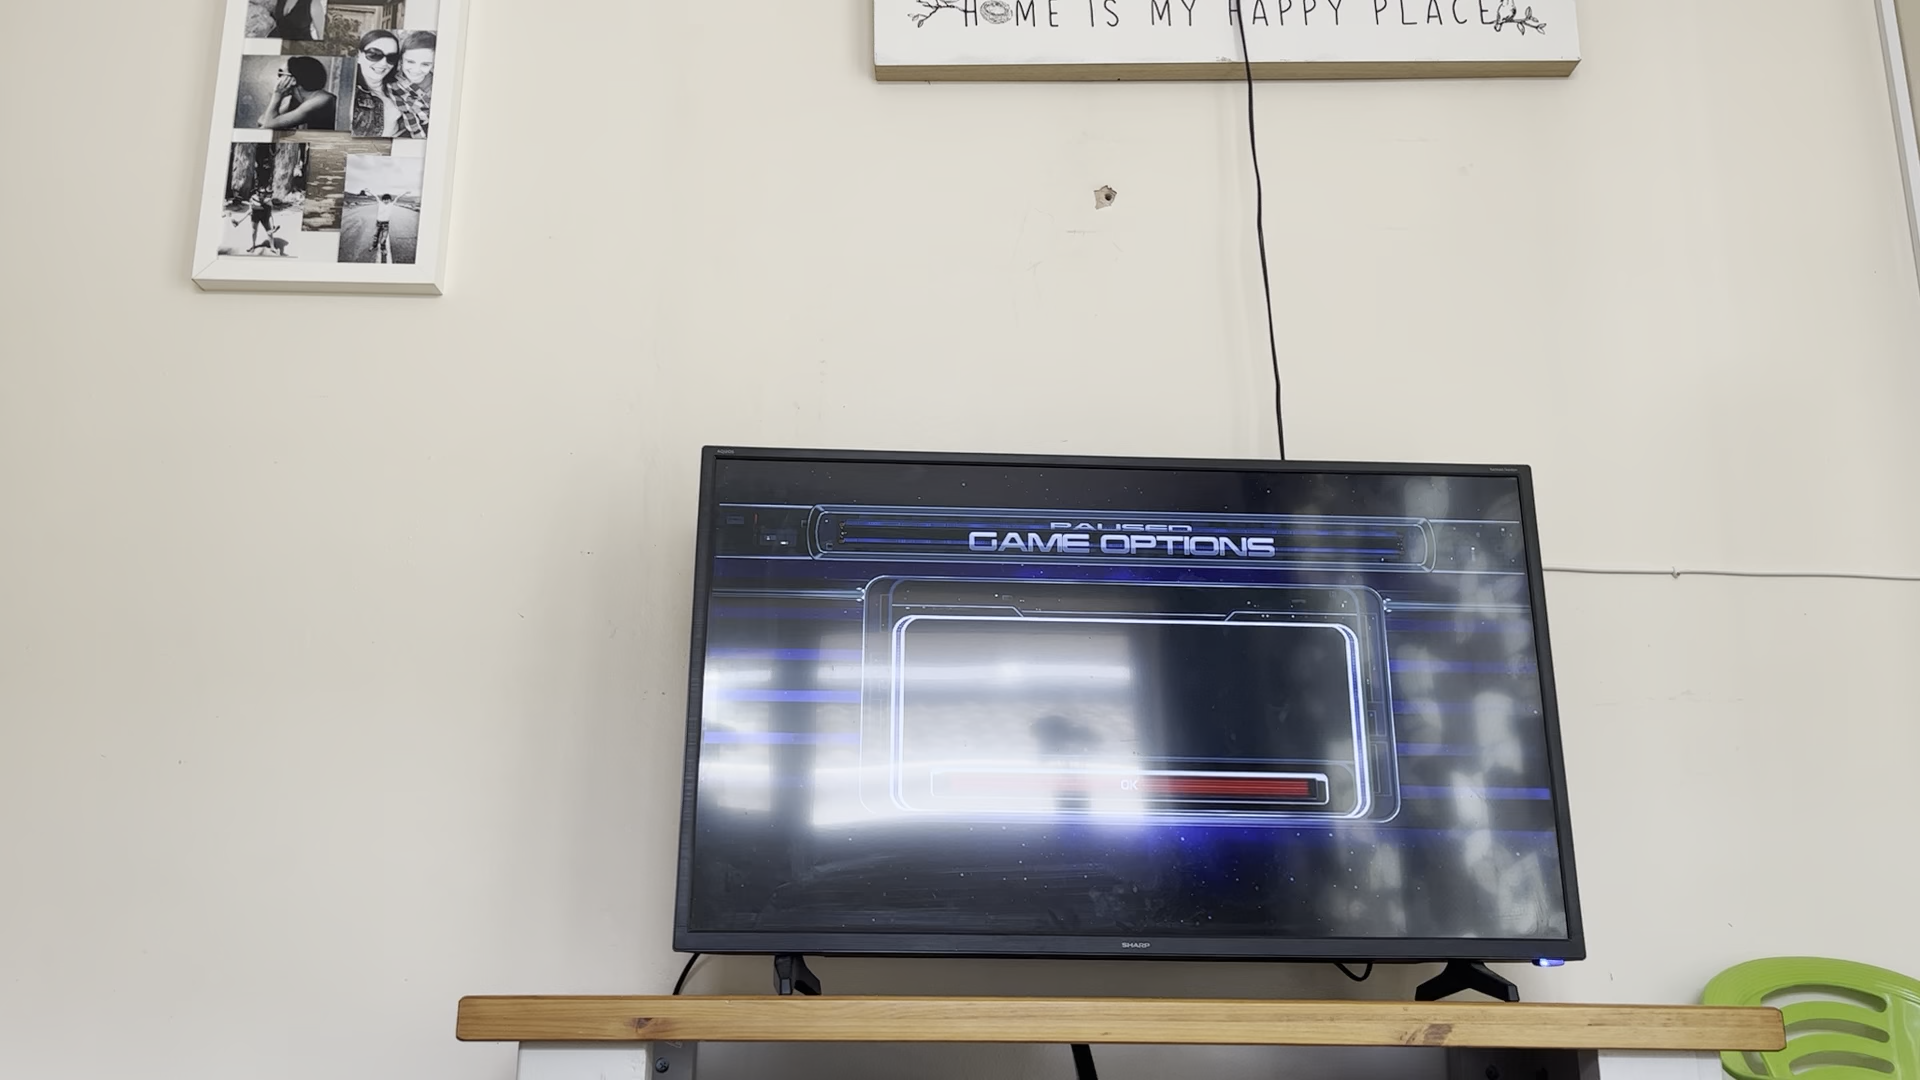 HOME IS MY HAPPY PLACE
PAUSED
GAME OPTIONS
OK
SHARP